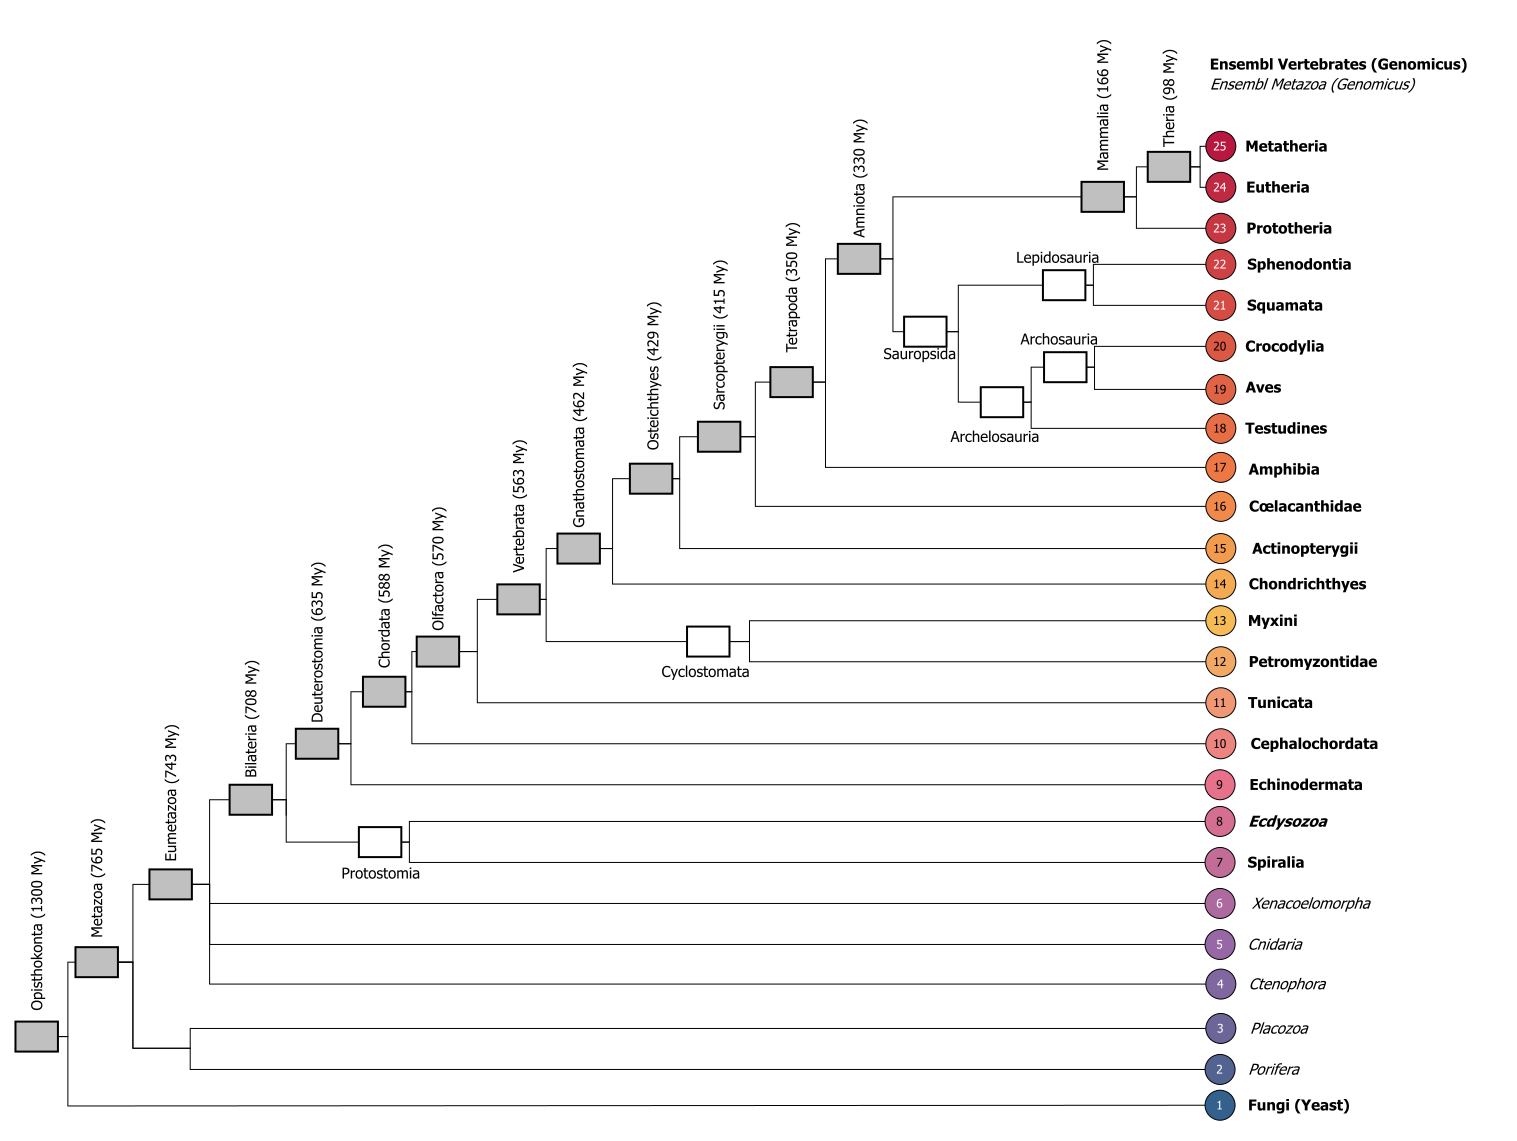 Ensembl Vertebrates (Genomicus)
Ensembl Metazoa (Genomicus)
Theria (98 My)
Mammalia (166 My)
Amniota (330 My)
Tetrapoda (350 My)
Sarcopterygii (415 My)
Osteichthyes (429 My)
Gnathostomata (462 My)
Vertebrata (563 My)
Olfactora (570 My)
Chordata (588 My)
Deuterostomia (635 My)
Bilateria (708 My)
Eumetazoa (743 My)
Metazoa (765 My)
Opisthokonta (1300 My)
Lepidosauria
Sauropsida
Archosauria
Archelosauria
Cyclostomata
Protostomia
25 Metatheria
24 Eutheria
23 Prototheria
22 Sphenodontia
21 Squamata
20 Crocodylia
19 Aves
18 Testudines
17 Amphibia
16 Cœlacanthidae
15 Actinopterygii
14 Chondrichthyes
13 Myxini
12 Petromyzontidae
11 Tunicata
10 Cephalochordata
9 Echinodermata
8 Ecdysozoa
7 Spiralia
6 Xenacoelomorpha
5 Cnidaria
4 Ctenophora
3 Placozoa
2 Porifera
1 Fungi (Yeast)